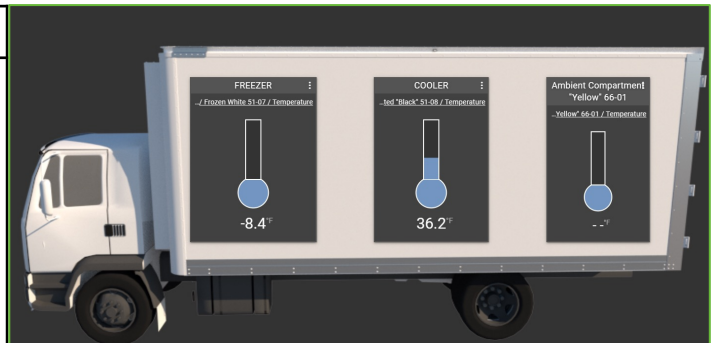 FREEZER
.../ Frozen White 51-07 / Temperature
-8.4°F
COOLER
...ted "Black" 51-08 / Temperature
36.2°F
Ambient Compartment
"Yellow" 66-01
...Yellow" 66-01 / Temperature
--°F